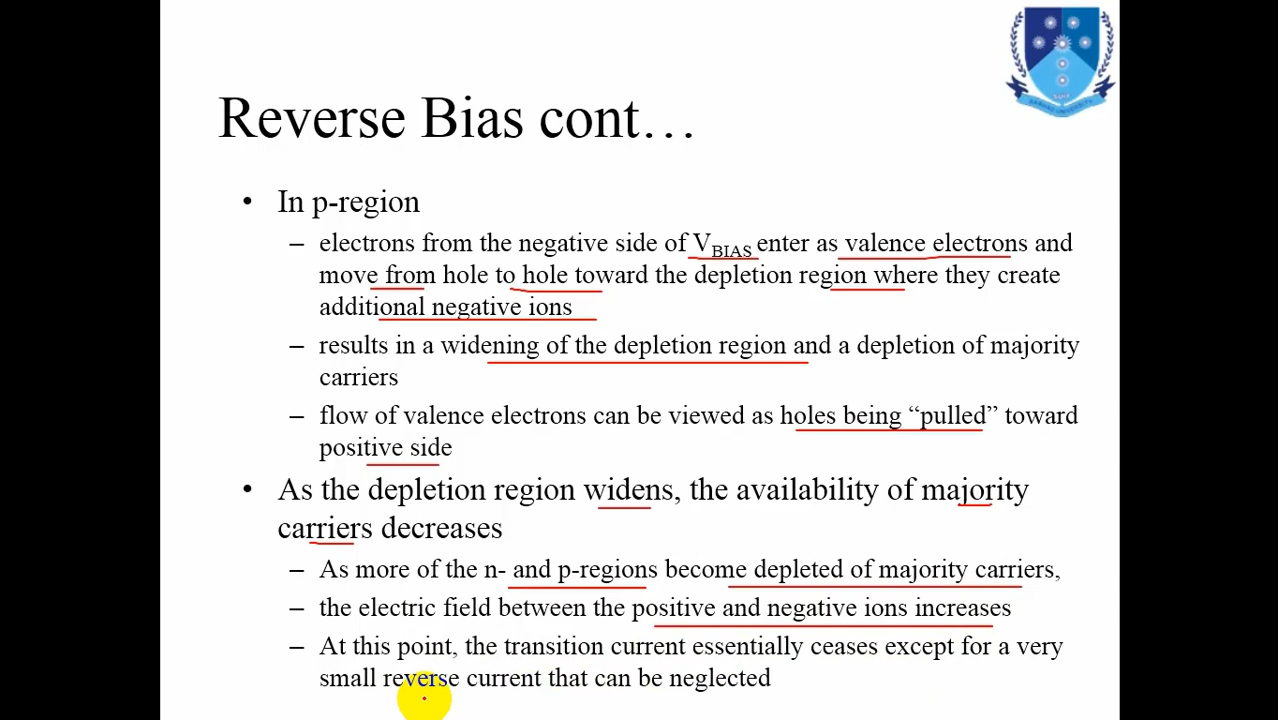 Reverse Bias cont…
• In p-region
– electrons from the negative side of VBIAS enter as valence electrons and
move from hole to hole toward the depletion region where they create
additional negative ions
– results in a widening of the depletion region and a depletion of majority
carriers
– flow of valence electrons can be viewed as holes being “pulled” toward
positive side
• As the depletion region widens, the availability of majority
carriers decreases
– As more of the n- and p-regions become depleted of majority carriers,
– the electric field between the positive and negative ions increases
– At this point, the transition current essentially ceases except for a very
small reverse current that can be neglected